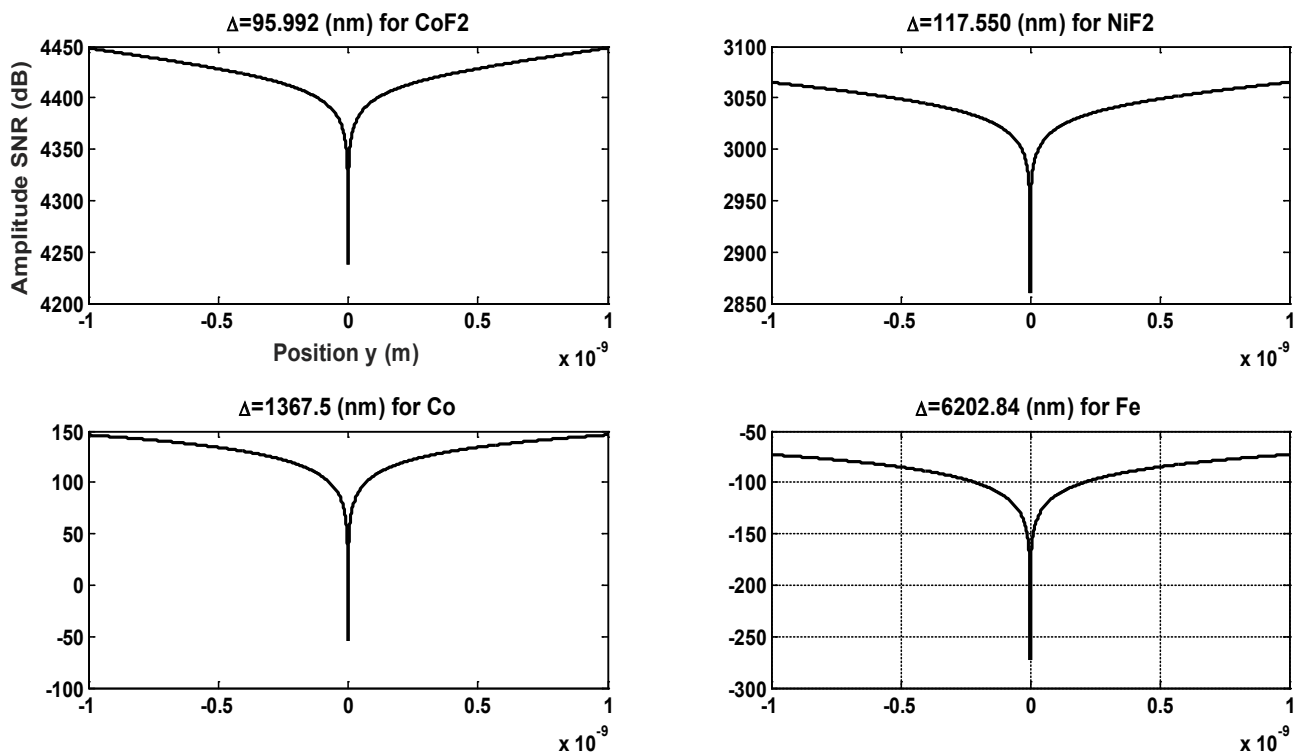 Δ=95.992 (nm) for CoF2
4450
4400
4350
4300
4250
4200
Amplitude SNR (dB)
-1 -0.5 0 0.5 1
Position y (m)
x 10^-9
Δ=117.550 (nm) for NiF2
3100
3050
3000
2950
2900
2850
-1 -0.5 0 0.5 1
x 10^-9
Δ=1367.5 (nm) for Co
150
100
50
0
-50
-100
-1 -0.5 0 0.5 1
x 10^-9
Δ=6202.84 (nm) for Fe
-50
-100
-150
-200
-250
-300
-1 -0.5 0 0.5 1
x 10^-9